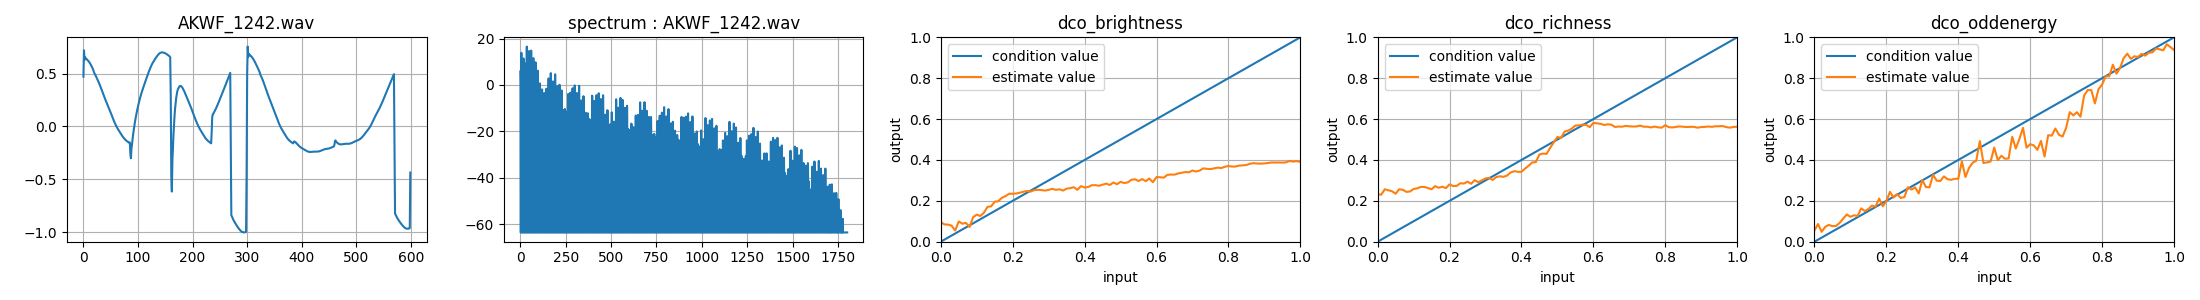 AKWF_1242.wav
0.5
0.0
−0.5
−1.0
0 100 200 300 400 500 600
spectrum : AKWF_1242.wav
20
0
−20
−40
−60
0 250 500 750 1000 1250 1500 1750
dco_brightness
condition value
estimate value
output
1.0
0.8
0.6
0.4
0.2
0.0
0.0 0.2 0.4 0.6 0.8 1.0
input
dco_richness
condition value
estimate value
output
1.0
0.8
0.6
0.4
0.2
0.0
0.0 0.2 0.4 0.6 0.8 1.0
input
dco_oddenergy
condition value
estimate value
output
1.0
0.8
0.6
0.4
0.2
0.0
0.0 0.2 0.4 0.6 0.8 1.0
input